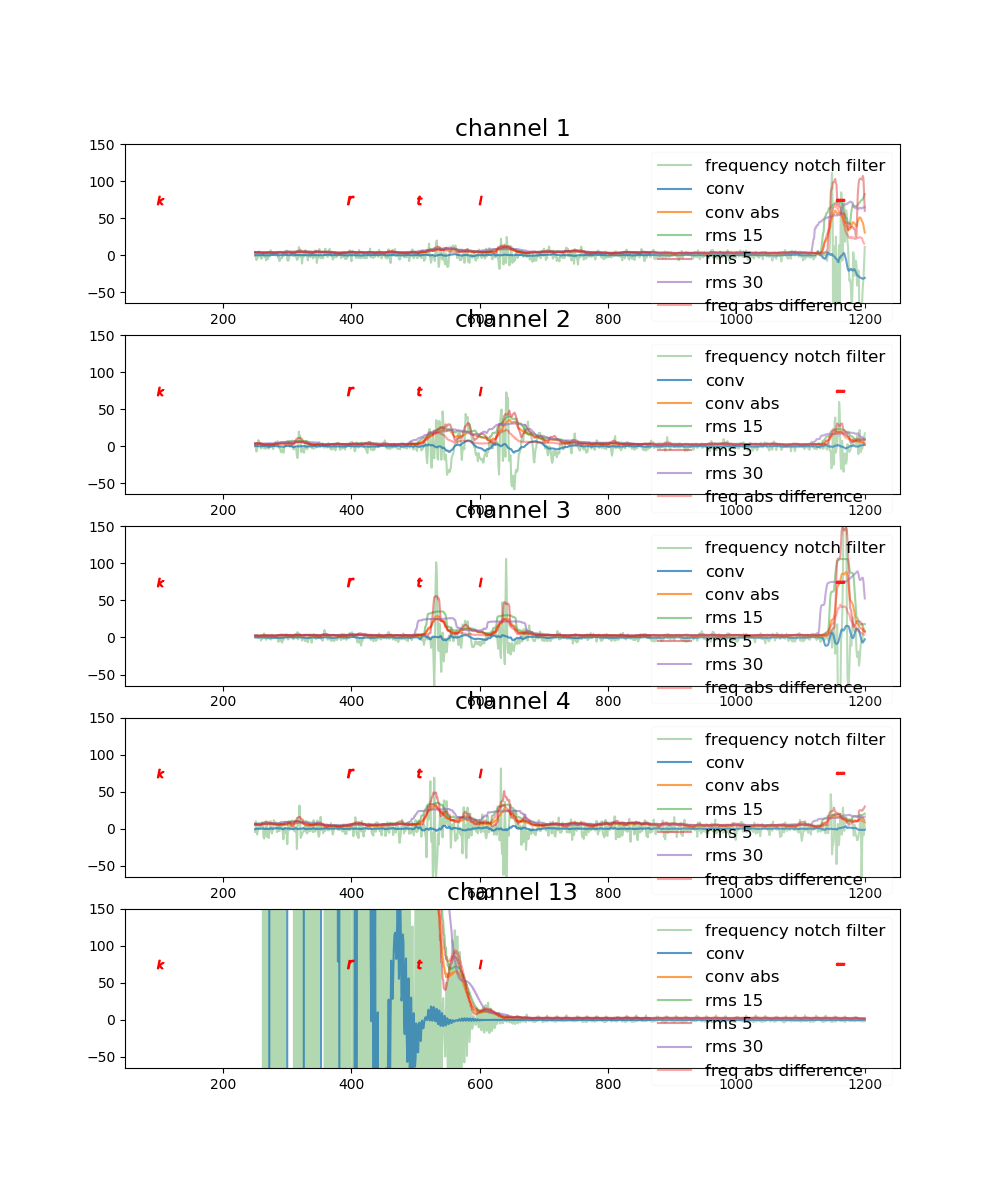 channel 1
150
100
50
0
−50
k r t l -
frequency notch filter
conv
conv abs
rms 15
rms 5
rms 30
freq abs difference
200 400 600 800 1000 1200
channel 2
150
100
50
0
−50
k r t l -
frequency notch filter
conv
conv abs
rms 15
rms 5
rms 30
freq abs difference
200 400 600 800 1000 1200
channel 3
150
100
50
0
−50
k r t l -
frequency notch filter
conv
conv abs
rms 15
rms 5
rms 30
freq abs difference
200 400 600 800 1000 1200
channel 4
150
100
50
0
−50
k r t l -
frequency notch filter
conv
conv abs
rms 15
rms 5
rms 30
freq abs difference
200 400 600 800 1000 1200
channel 13
150
100
50
0
−50
k r t l -
frequency notch filter
conv
conv abs
rms 15
rms 5
rms 30
freq abs difference
200 400 600 800 1000 1200